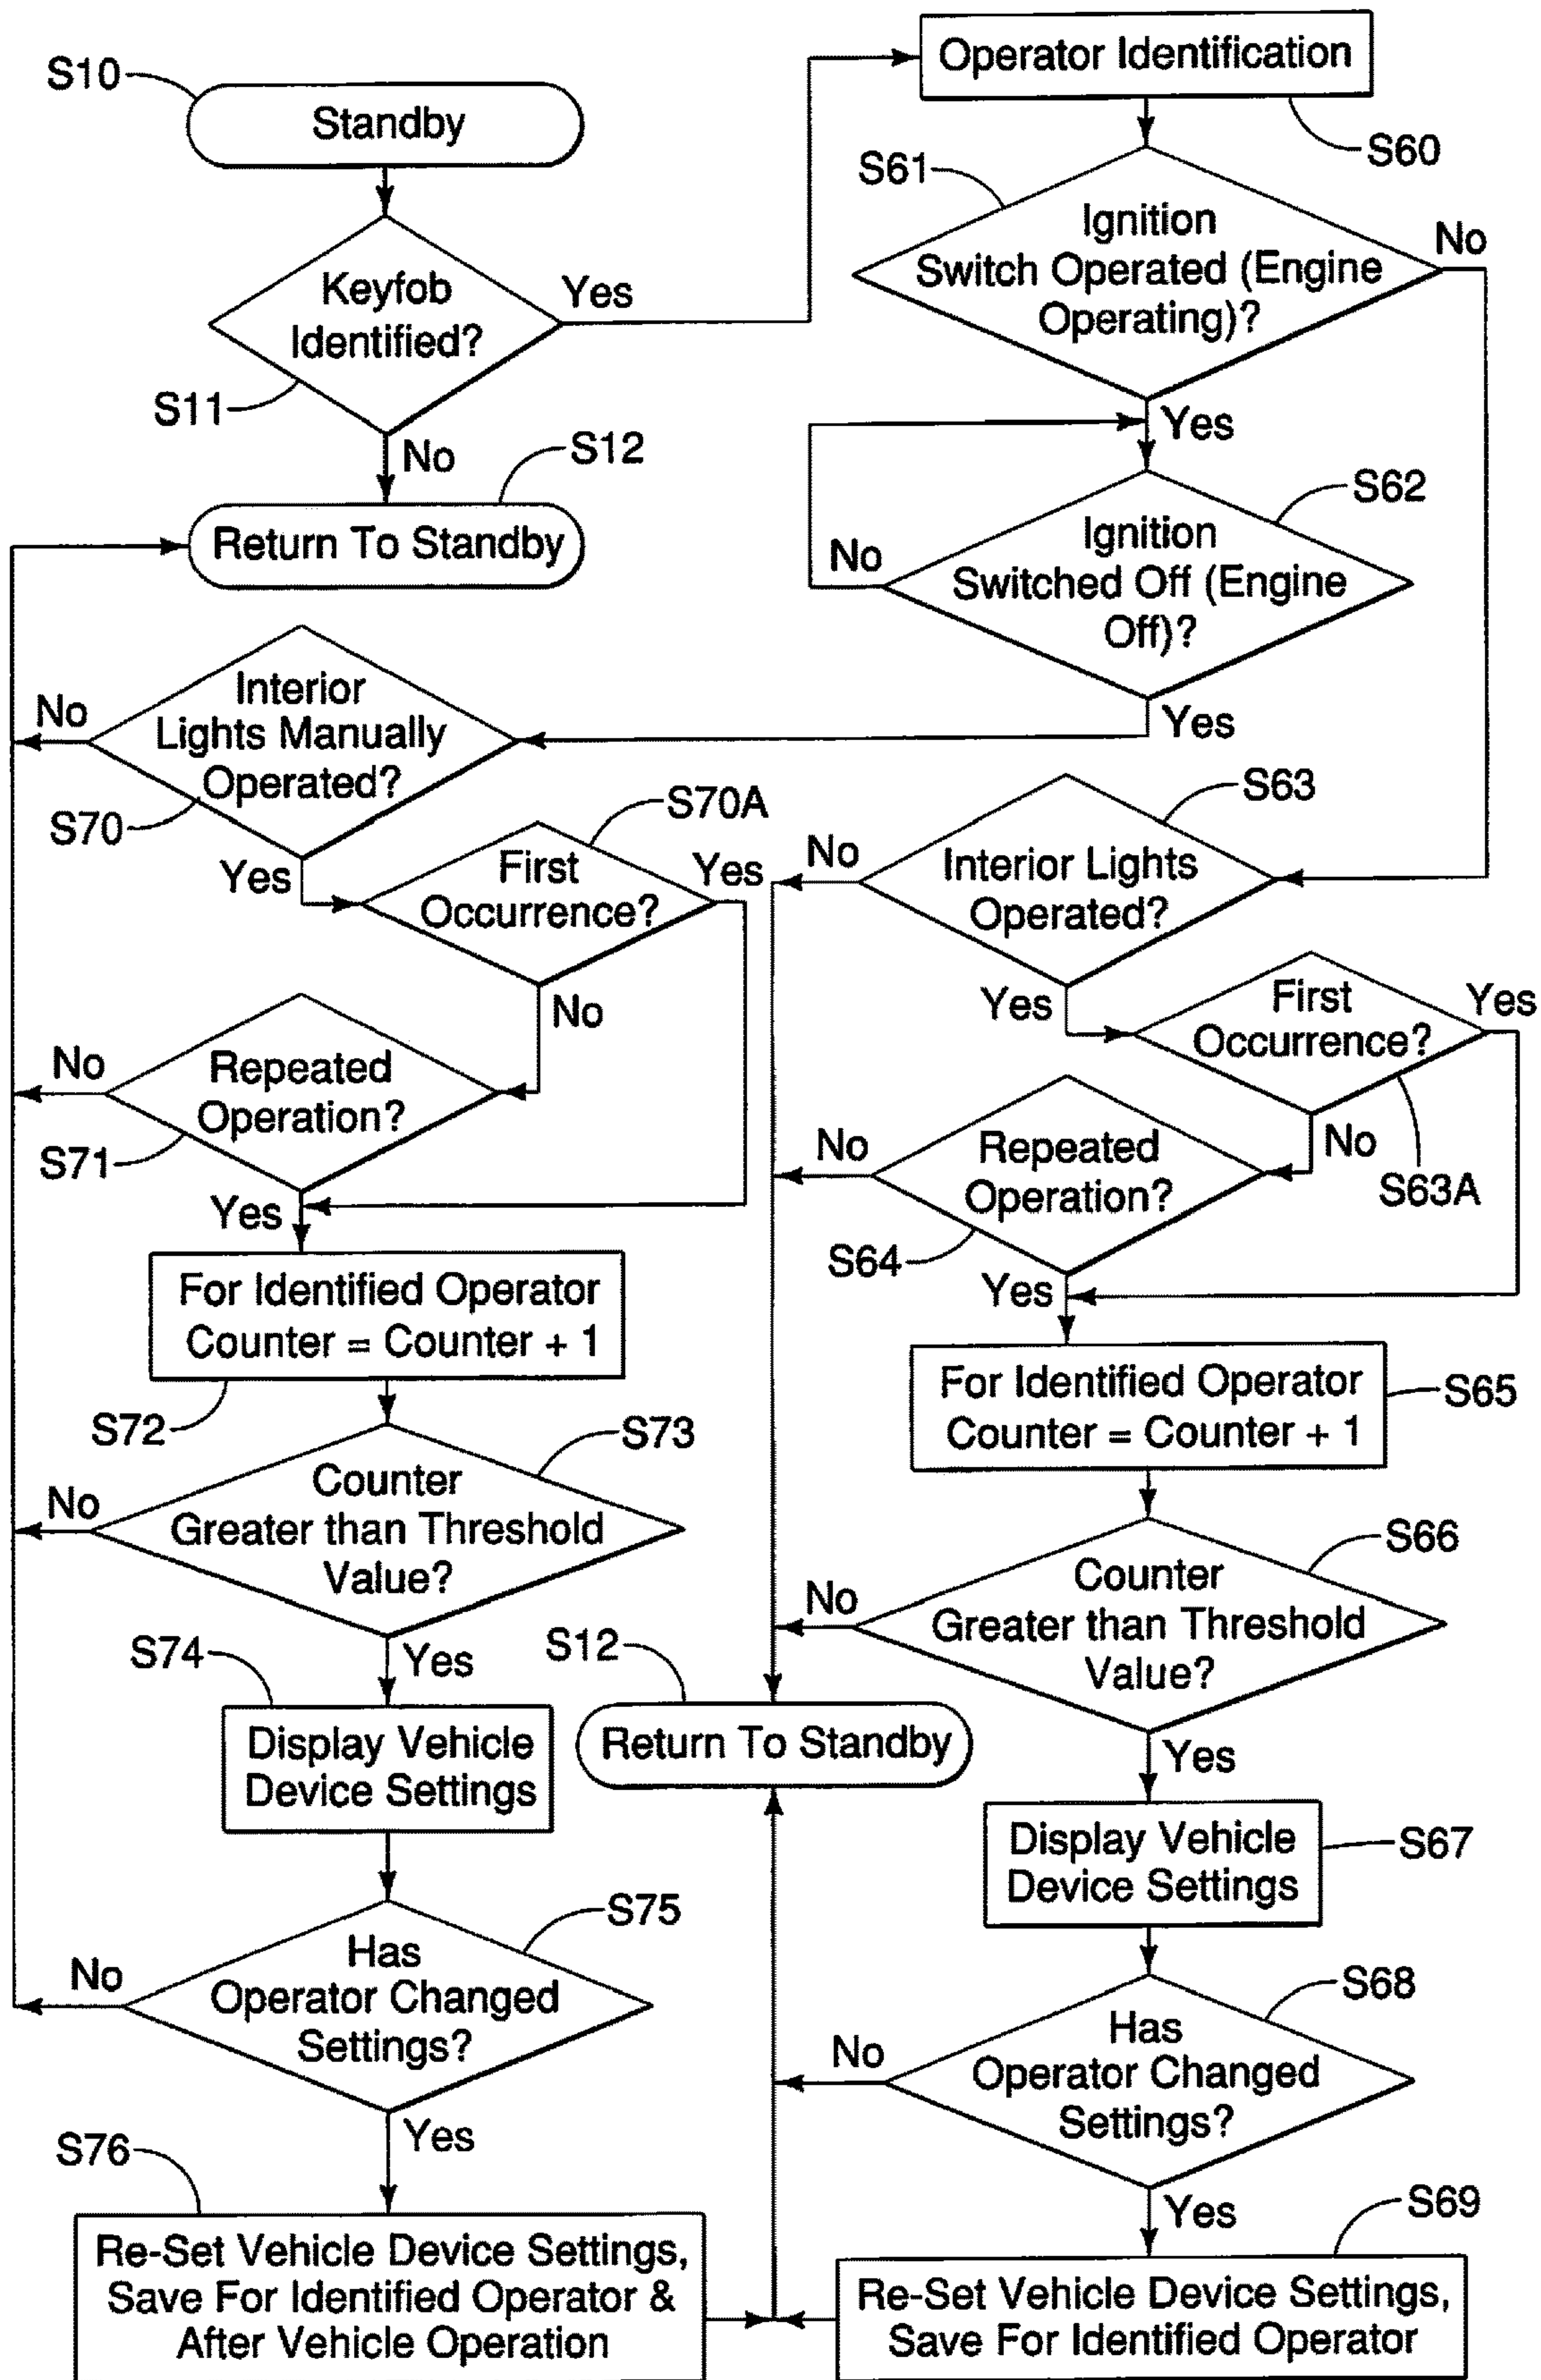 S10
Standby
Keyfob
Identified?
Yes
S11
No
S12
Return To Standby
Operator Identification
S60
S61
Ignition
Switch Operated (Engine
Operating)?
No
Yes
S62
Ignition
Switched Off (Engine
Off)?
No
Yes
Interior
Lights Manually
Operated?
No
S70
Yes
S70A
First
Occurrence?
Yes
No
Repeated
Operation?
No
S71
Yes
For Identified Operator
Counter = Counter + 1
S72
S73
Counter
Greater than Threshold
Value?
No
Yes
S74
Display Vehicle
Device Settings
S75
Has
Operator Changed
Settings?
No
Yes
S76
Re-Set Vehicle Device Settings,
Save For Identified Operator &
After Vehicle Operation
S63
Interior Lights
Operated?
No
Yes
First
Occurrence?
Yes
No
S63A
Repeated
Operation?
No
S64
Yes
For Identified Operator
Counter = Counter + 1
S65
S66
Counter
Greater than Threshold
Value?
No
Yes
S12
Return To Standby
Display Vehicle
Device Settings
S67
S68
Has
Operator Changed
Settings?
No
Yes
S69
Re-Set Vehicle Device Settings,
Save For Identified Operator